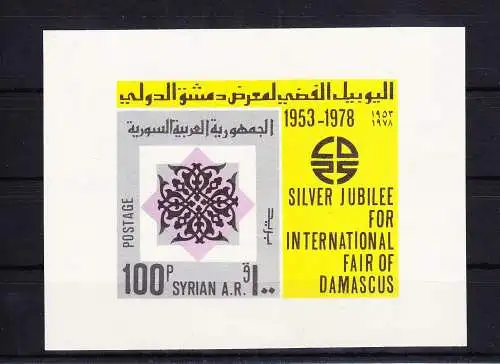 اليوبيل الفضي لمعرض دمشق الدولي
الجمهورية العربية السورية
1953-1978
١٩٥٣
١٩٧٨
POSTAGE
SILVER JUBILEE
FOR
INTERNATIONAL
FAIR OF
DAMASCUS
100P
SYRIAN A.R.
١٠٠ ق